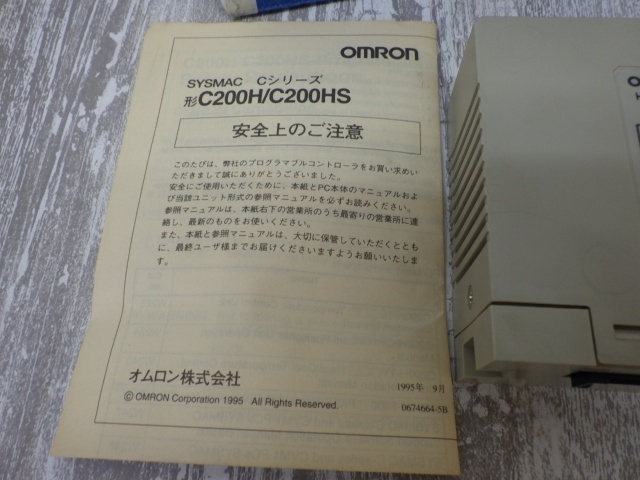 OMRON
SYSMAC Cシリーズ
形C200H/C200HS
安全上のご注意
このたびは、弊社のプログラマブルコントローラをお買い求めい
ただきまして誠にありがとうございました。
安全にご使用いただくために、本紙とPC本体のマニュアルおよ
び当該ユニット形式の参照マニュアルを必ずお読みください。
参照マニュアルは、本紙右下の営業所のうち最寄りの営業所に連
絡し、最新のものをお使いください。
また、本紙と参照マニュアルは、大切に保管していただくととも
に、最終ユーザ様までお届けくださいますようお願いいたしま
す。
オムロン株式会社
1995年 9月
© OMRON Corporation 1995 All Rights Reserved.
0674664-5B